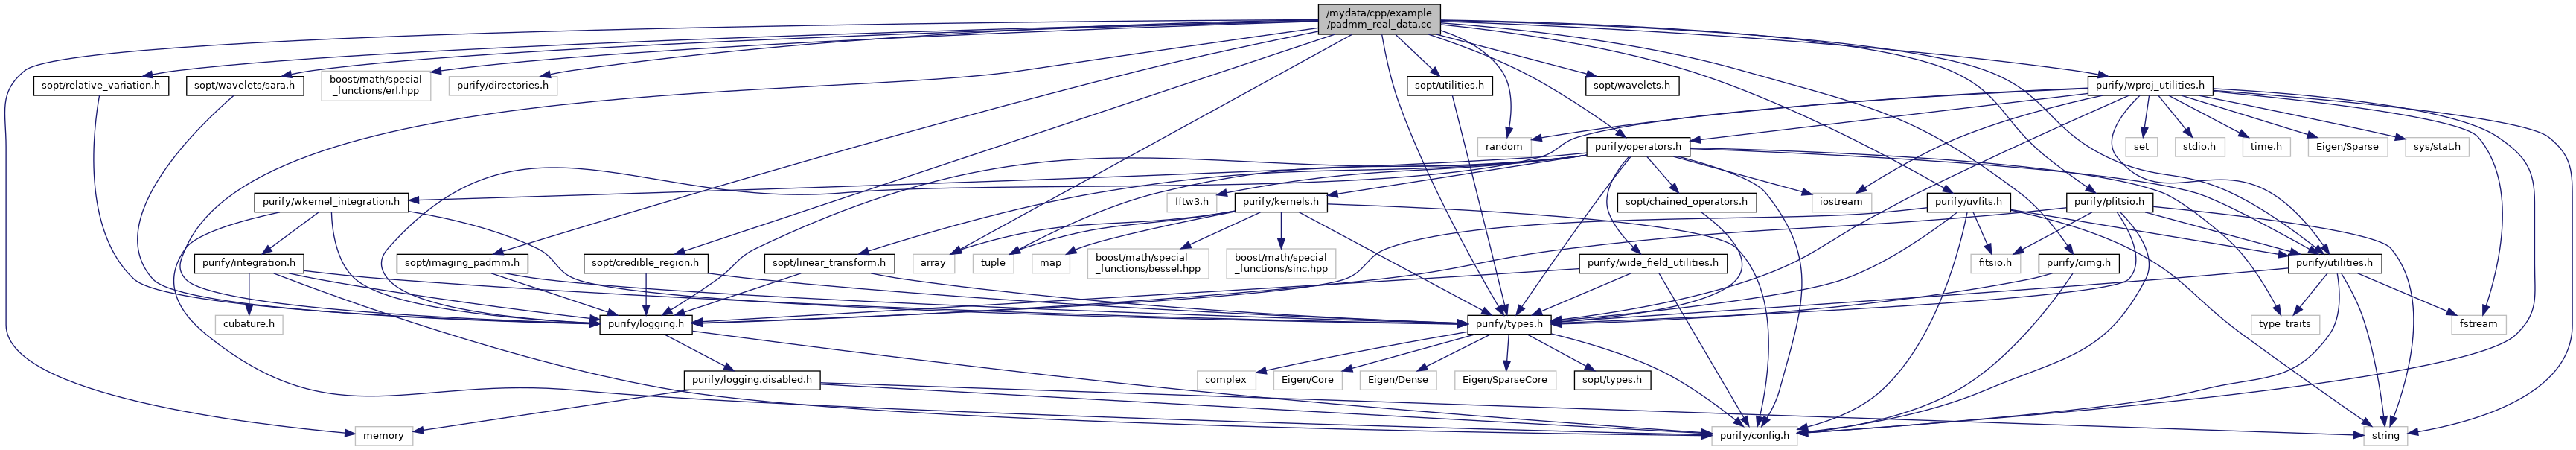 /mydata/cpp/example
/padmm_real_data.cc
sopt/relative_variation.h
sopt/wavelets/sara.h
boost/math/special
_functions/erf.hpp
purify/directories.h
sopt/utilities.h
sopt/wavelets.h
purify/wproj_utilities.h
random
purify/operators.h
set
stdio.h
time.h
Eigen/Sparse
sys/stat.h
purify/wkernel_integration.h
fftw3.h
purify/kernels.h
sopt/chained_operators.h
iostream
purify/uvfits.h
purify/pfitsio.h
purify/integration.h
sopt/imaging_padmm.h
sopt/credible_region.h
sopt/linear_transform.h
array
tuple
map
boost/math/special
_functions/bessel.hpp
boost/math/special
_functions/sinc.hpp
purify/wide_field_utilities.h
fitsio.h
purify/cimg.h
purify/utilities.h
cubature.h
purify/logging.h
purify/types.h
type_traits
fstream
purify/logging.disabled.h
complex
Eigen/Core
Eigen/Dense
Eigen/SparseCore
sopt/types.h
memory
purify/config.h
string